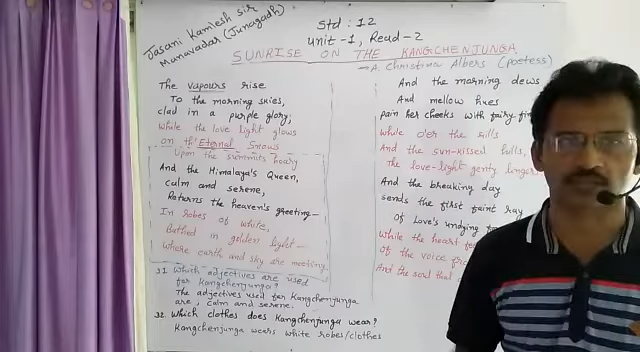 Jasani Kamlesh sir
Manavadar (Junagadh)
Std : 12
Unit-1, Read-2
SUNRISE ON THE KANGCHENJUNGA
→ A. Christina Albers (poetess)
The vapours rise
To the morning skies,
clad in a purple glory;
While the love light glows
on th' Eternal Snows
Upon the summits hoary
And the Himalaya's Queen,
calm and serene,
Returns the heaven's greeting—
In robes of white,
Bathed in golden light—
Where earth and sky are meeting.
31. Which adjectives are used
for Kangchenjunga?
The adjectives used for Kangchenjunga
are, calm and serene.
32. Which clothes does Kangchenjunga wear?
Kangchenjunga wears white robes/clothes
And the morning dews
And mellow hues
pain her cheeks with fairy
While o'er the rills
And the sun-kissed hills,
The love-light genty
And the breaking day
sends the first faint ray
Of Love's undying
While the heart
Of the voice
And the soul that